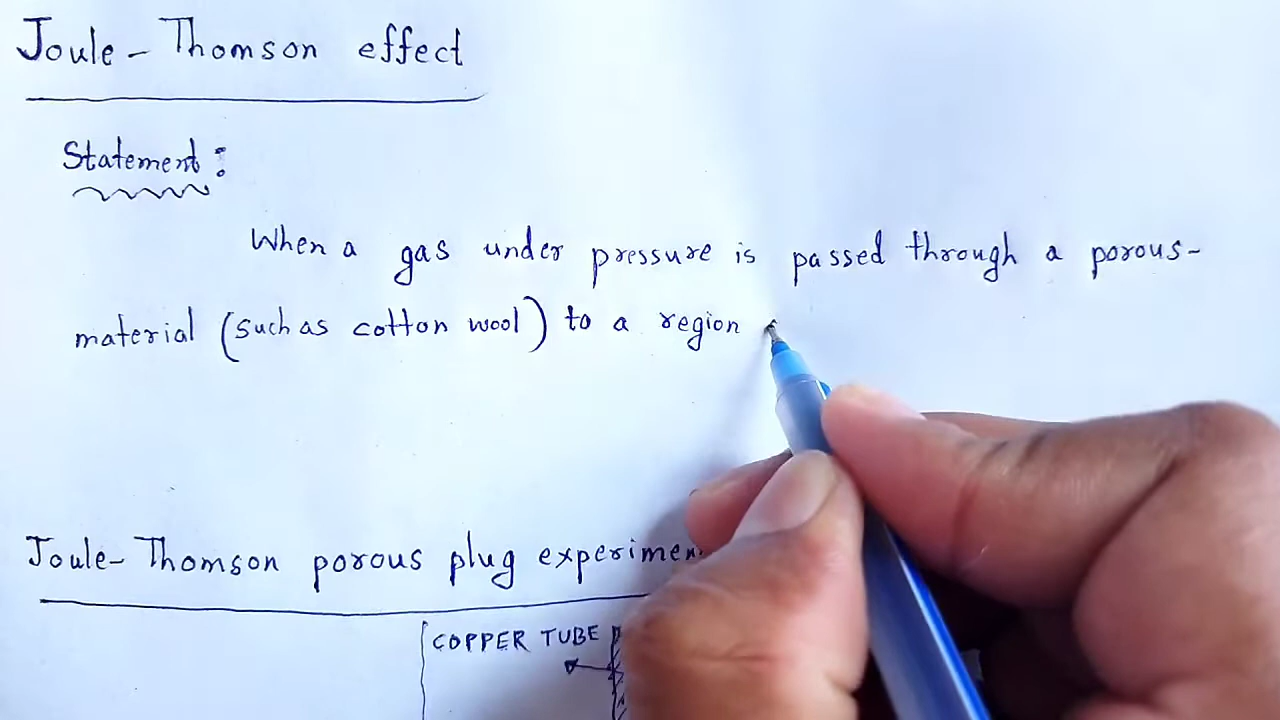 Joule-Thomson effect
Statement:
When a gas under pressure is passed through a porous-
material (such as cotton wool) to a region
Joule-Thomson porous plug
COPPER TUBE